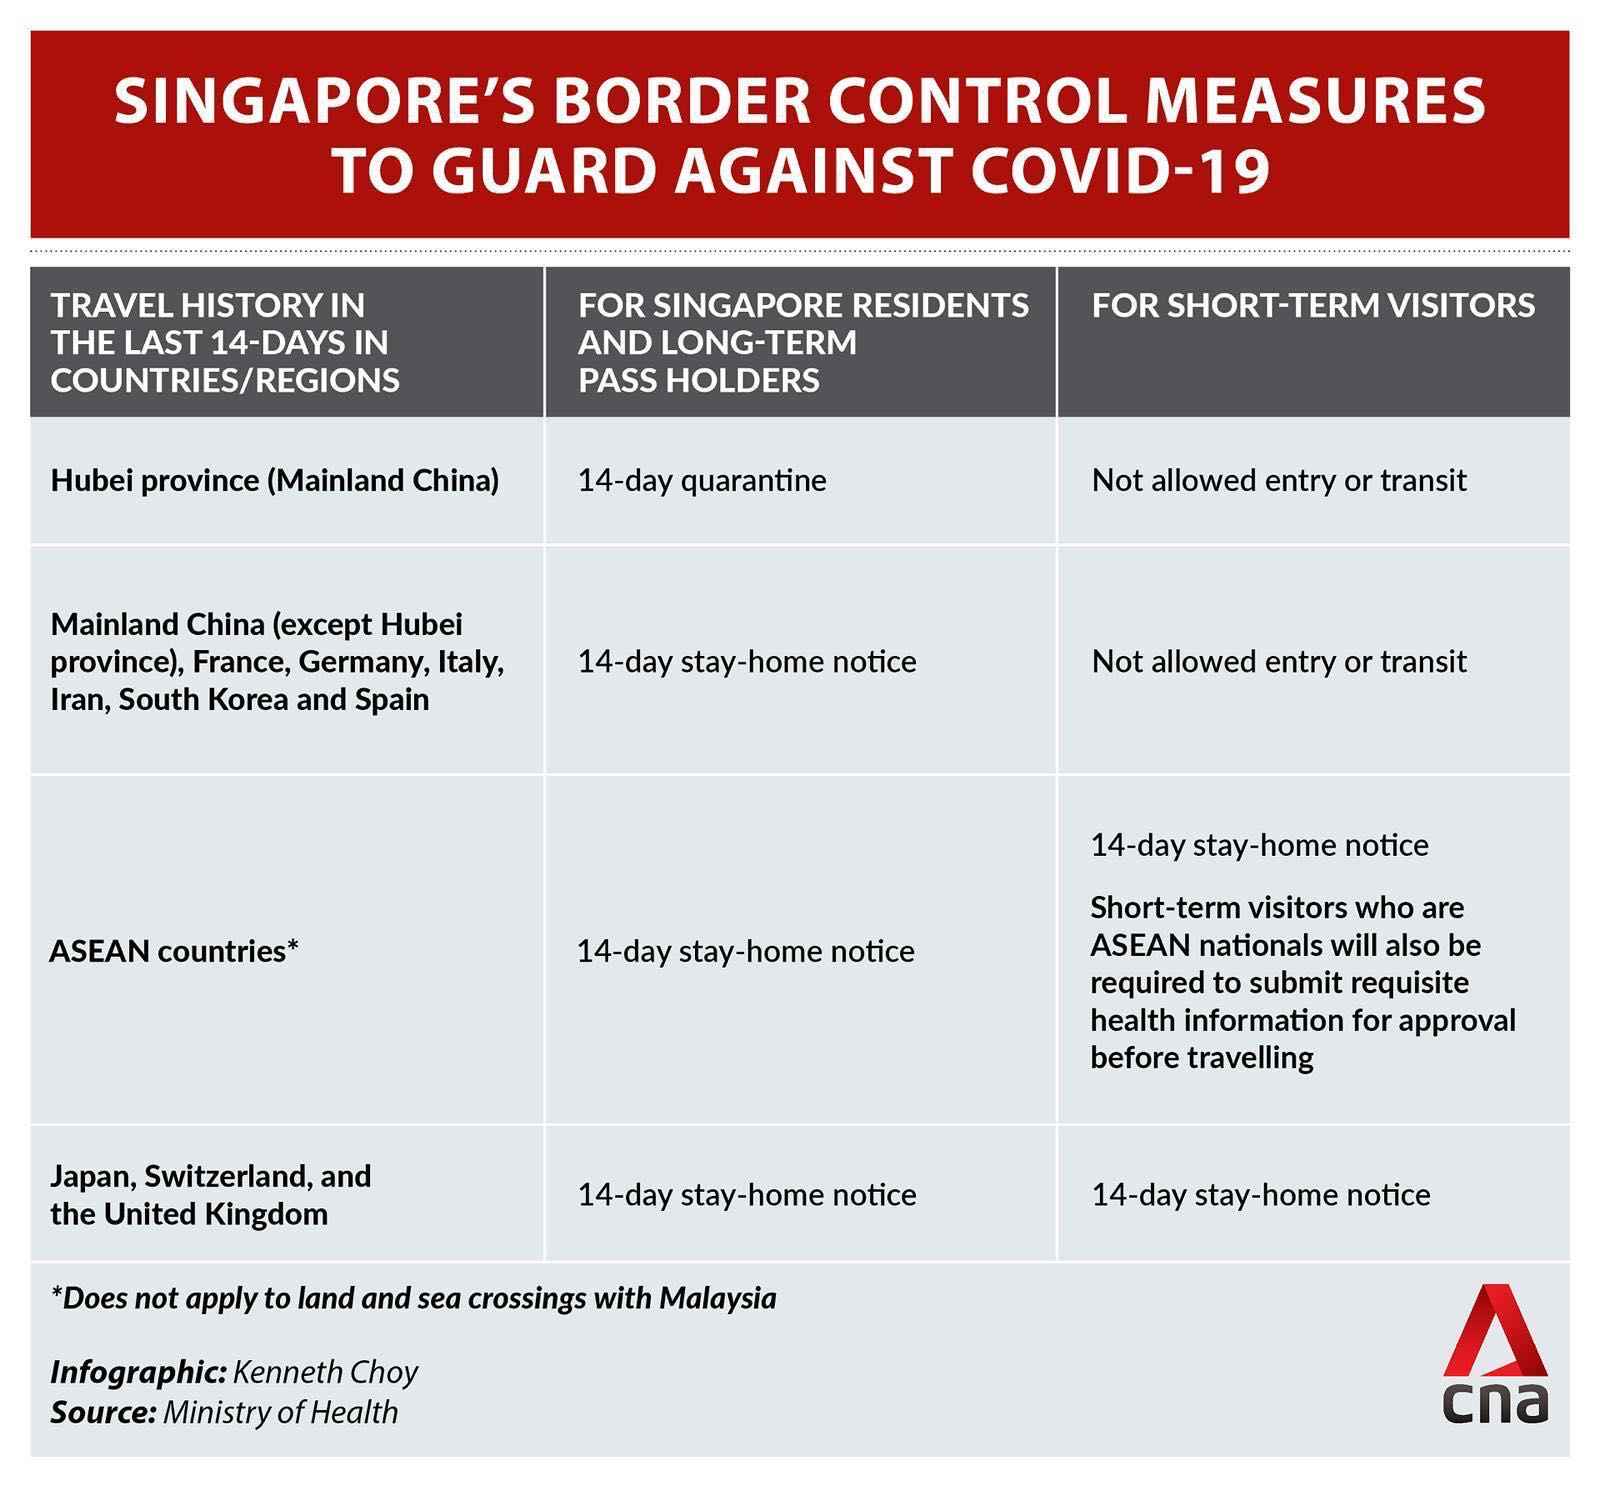 SINGAPORE’S BORDER CONTROL MEASURES
TO GUARD AGAINST COVID-19
TRAVEL HISTORY IN
THE LAST 14-DAYS IN
COUNTRIES/REGIONS
FOR SINGAPORE RESIDENTS
AND LONG-TERM
PASS HOLDERS
FOR SHORT-TERM VISITORS
Hubei province (Mainland China)
14-day quarantine
Not allowed entry or transit
Mainland China (except Hubei
province), France, Germany, Italy,
Iran, South Korea and Spain
14-day stay-home notice
Not allowed entry or transit
ASEAN countries*
14-day stay-home notice
14-day stay-home notice
Short-term visitors who are
ASEAN nationals will also be
required to submit requisite
health information for approval
before travelling
Japan, Switzerland, and
the United Kingdom
14-day stay-home notice
14-day stay-home notice
*Does not apply to land and sea crossings with Malaysia
Infographic: Kenneth Choy
Source: Ministry of Health
cna